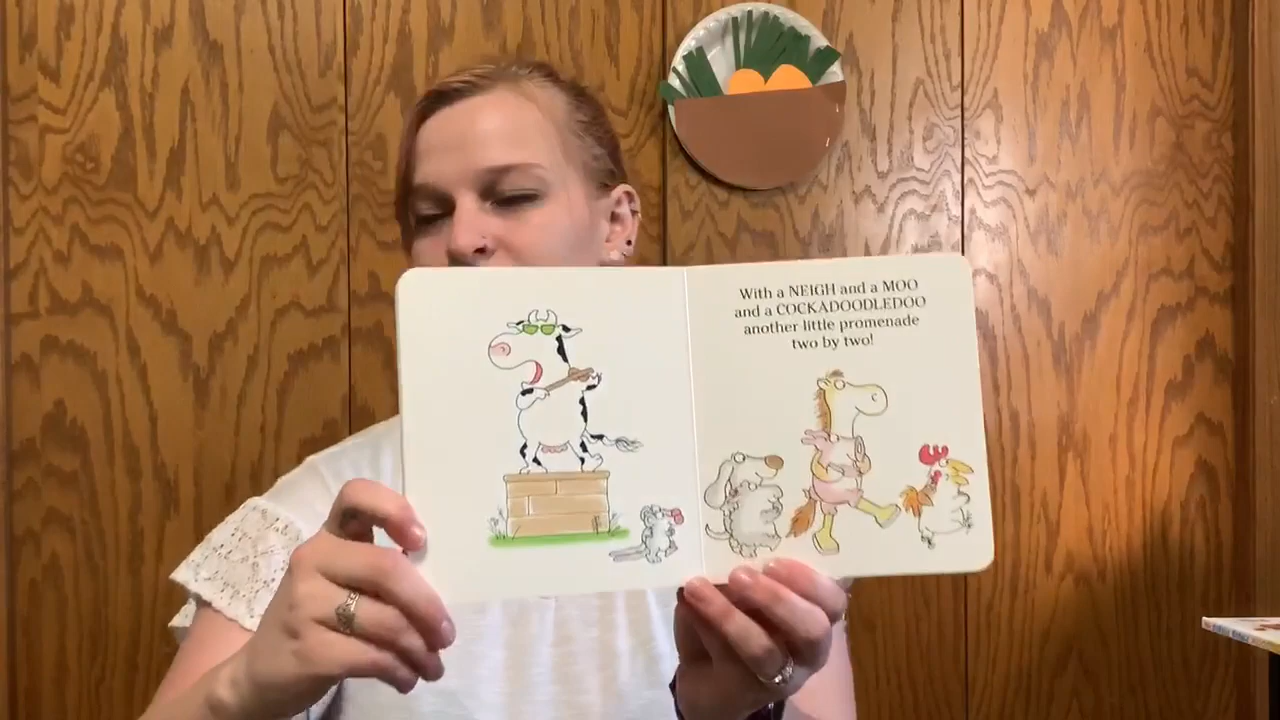 With a NEIGH and a MOO
and a COCKADOODLEDOO
another little promenade
two by two!